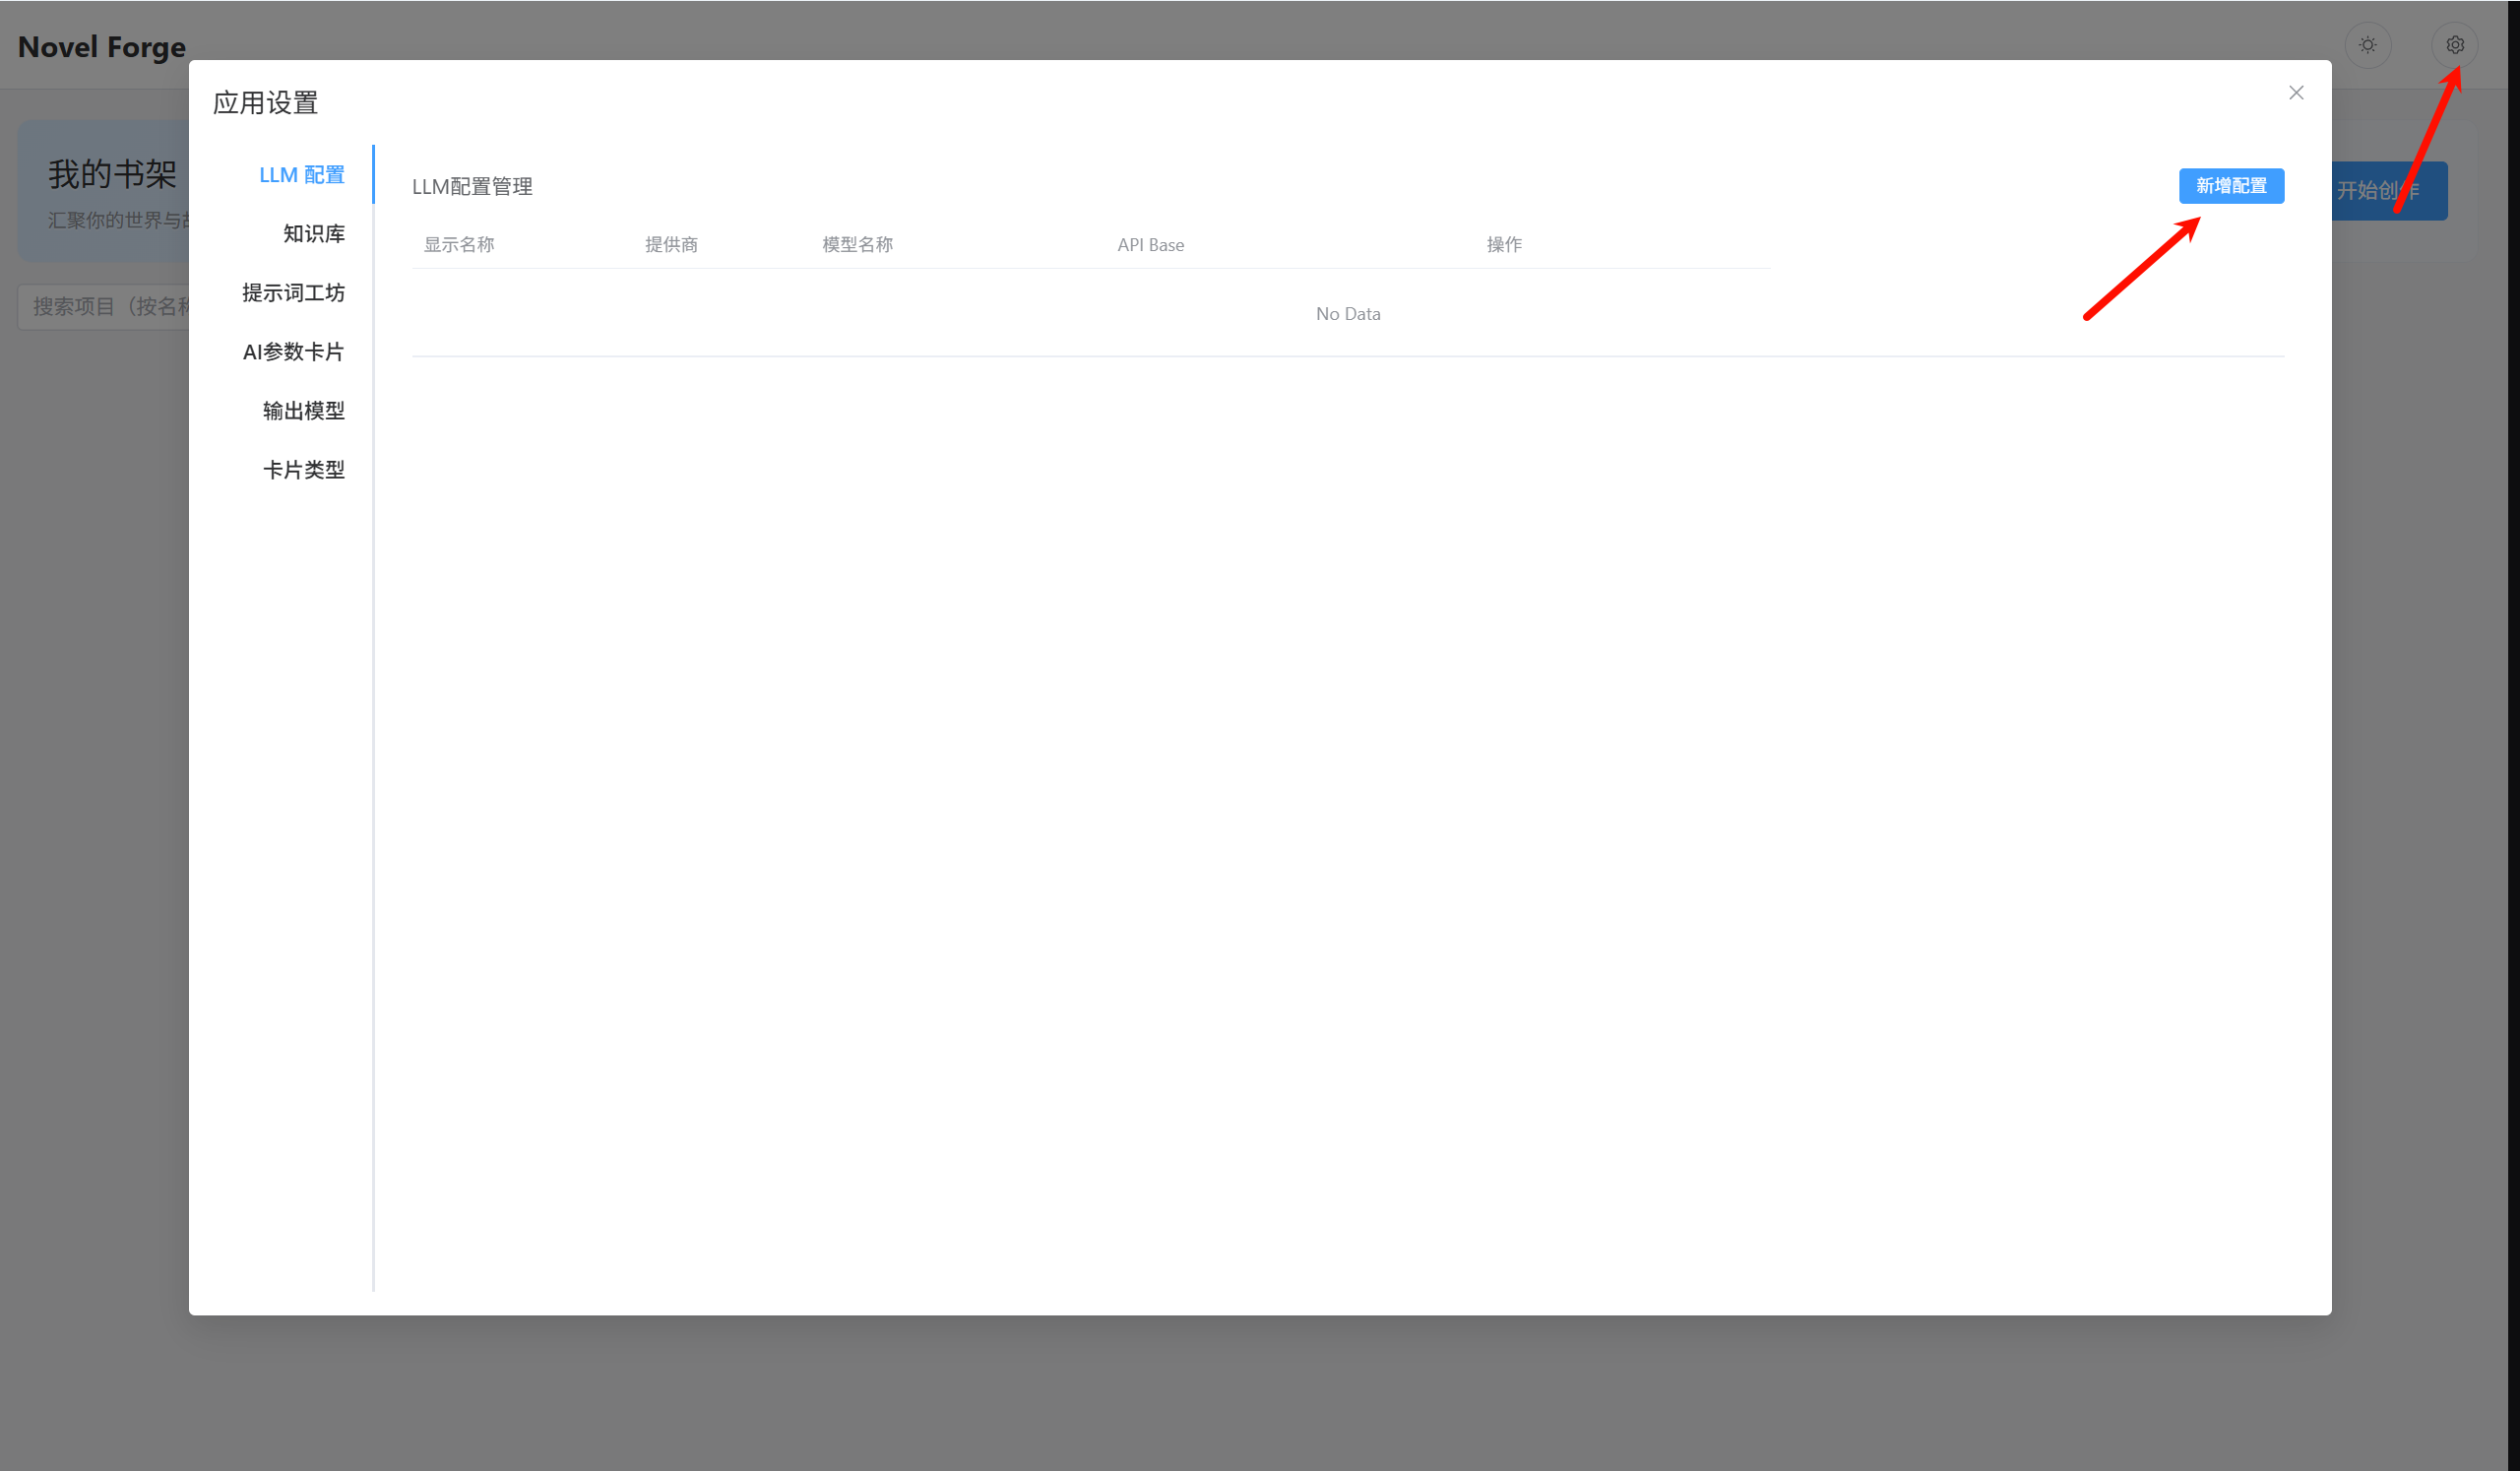 Novel Forge
应用设置
我的书架
汇聚你的世界与
搜索项目（按名
开始创作
LLM 配置
知识库
提示词工坊
AI参数卡片
输出模型
卡片类型
LLM配置管理
新增配置
显示名称 提供商 模型名称 API Base 操作
No Data